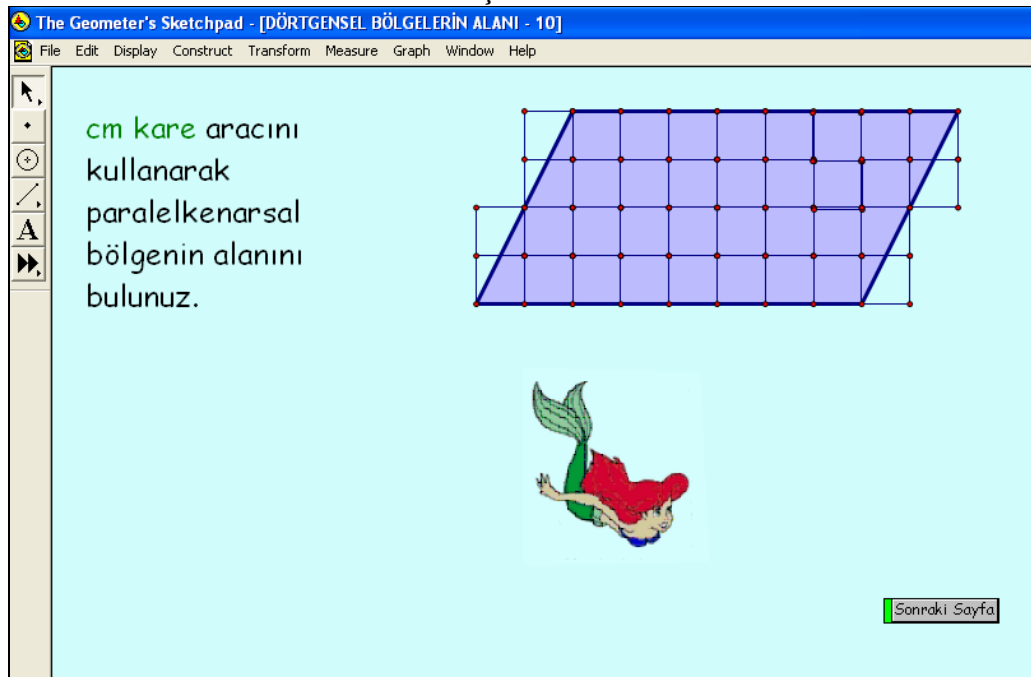 The Geometer's Sketchpad - [DÖRTGENSEL BÖLGELERİN ALANI - 10]
File Edit Display Construct Transform Measure Graph Window Help
cm kare aracını
kullanarak
paralelkenarsal
bölgenin alanını
bulunuz.
A
Sonraki Sayfa